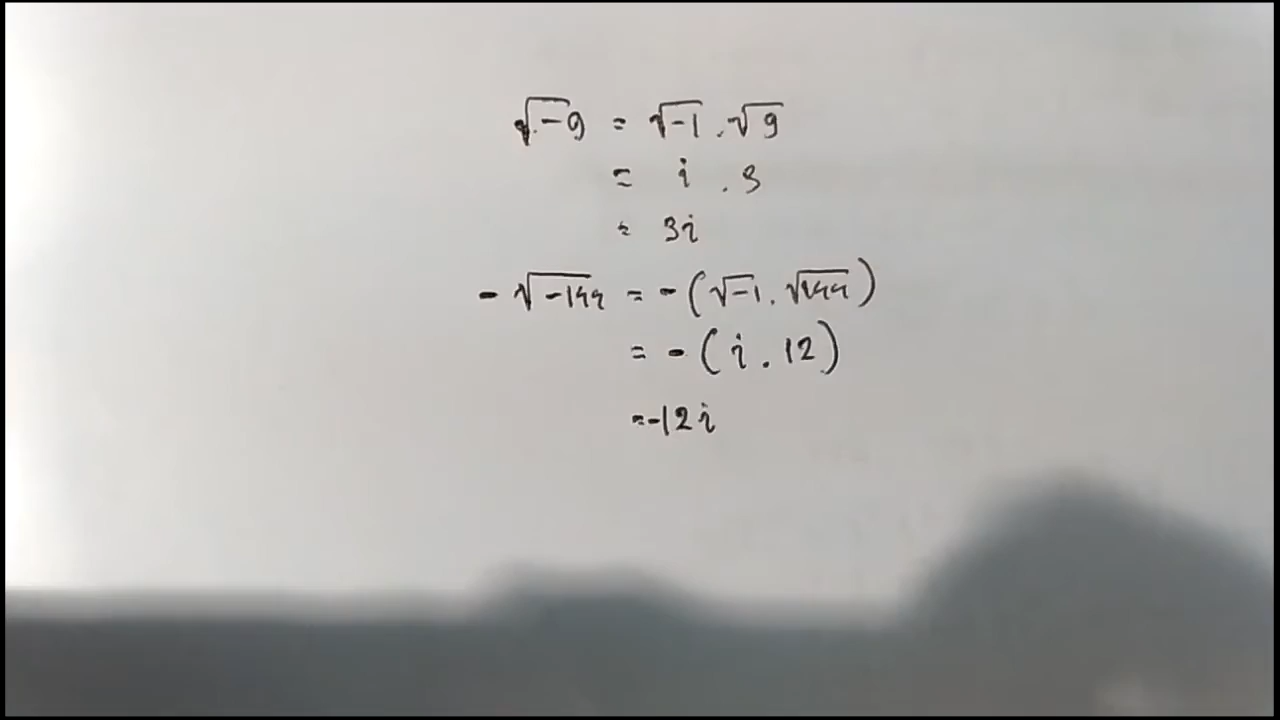 √-9 = √-1 . √9
= i . 3
= 3i
- √-144 = - (√-1 . √144)
= - (i . 12)
= -12i